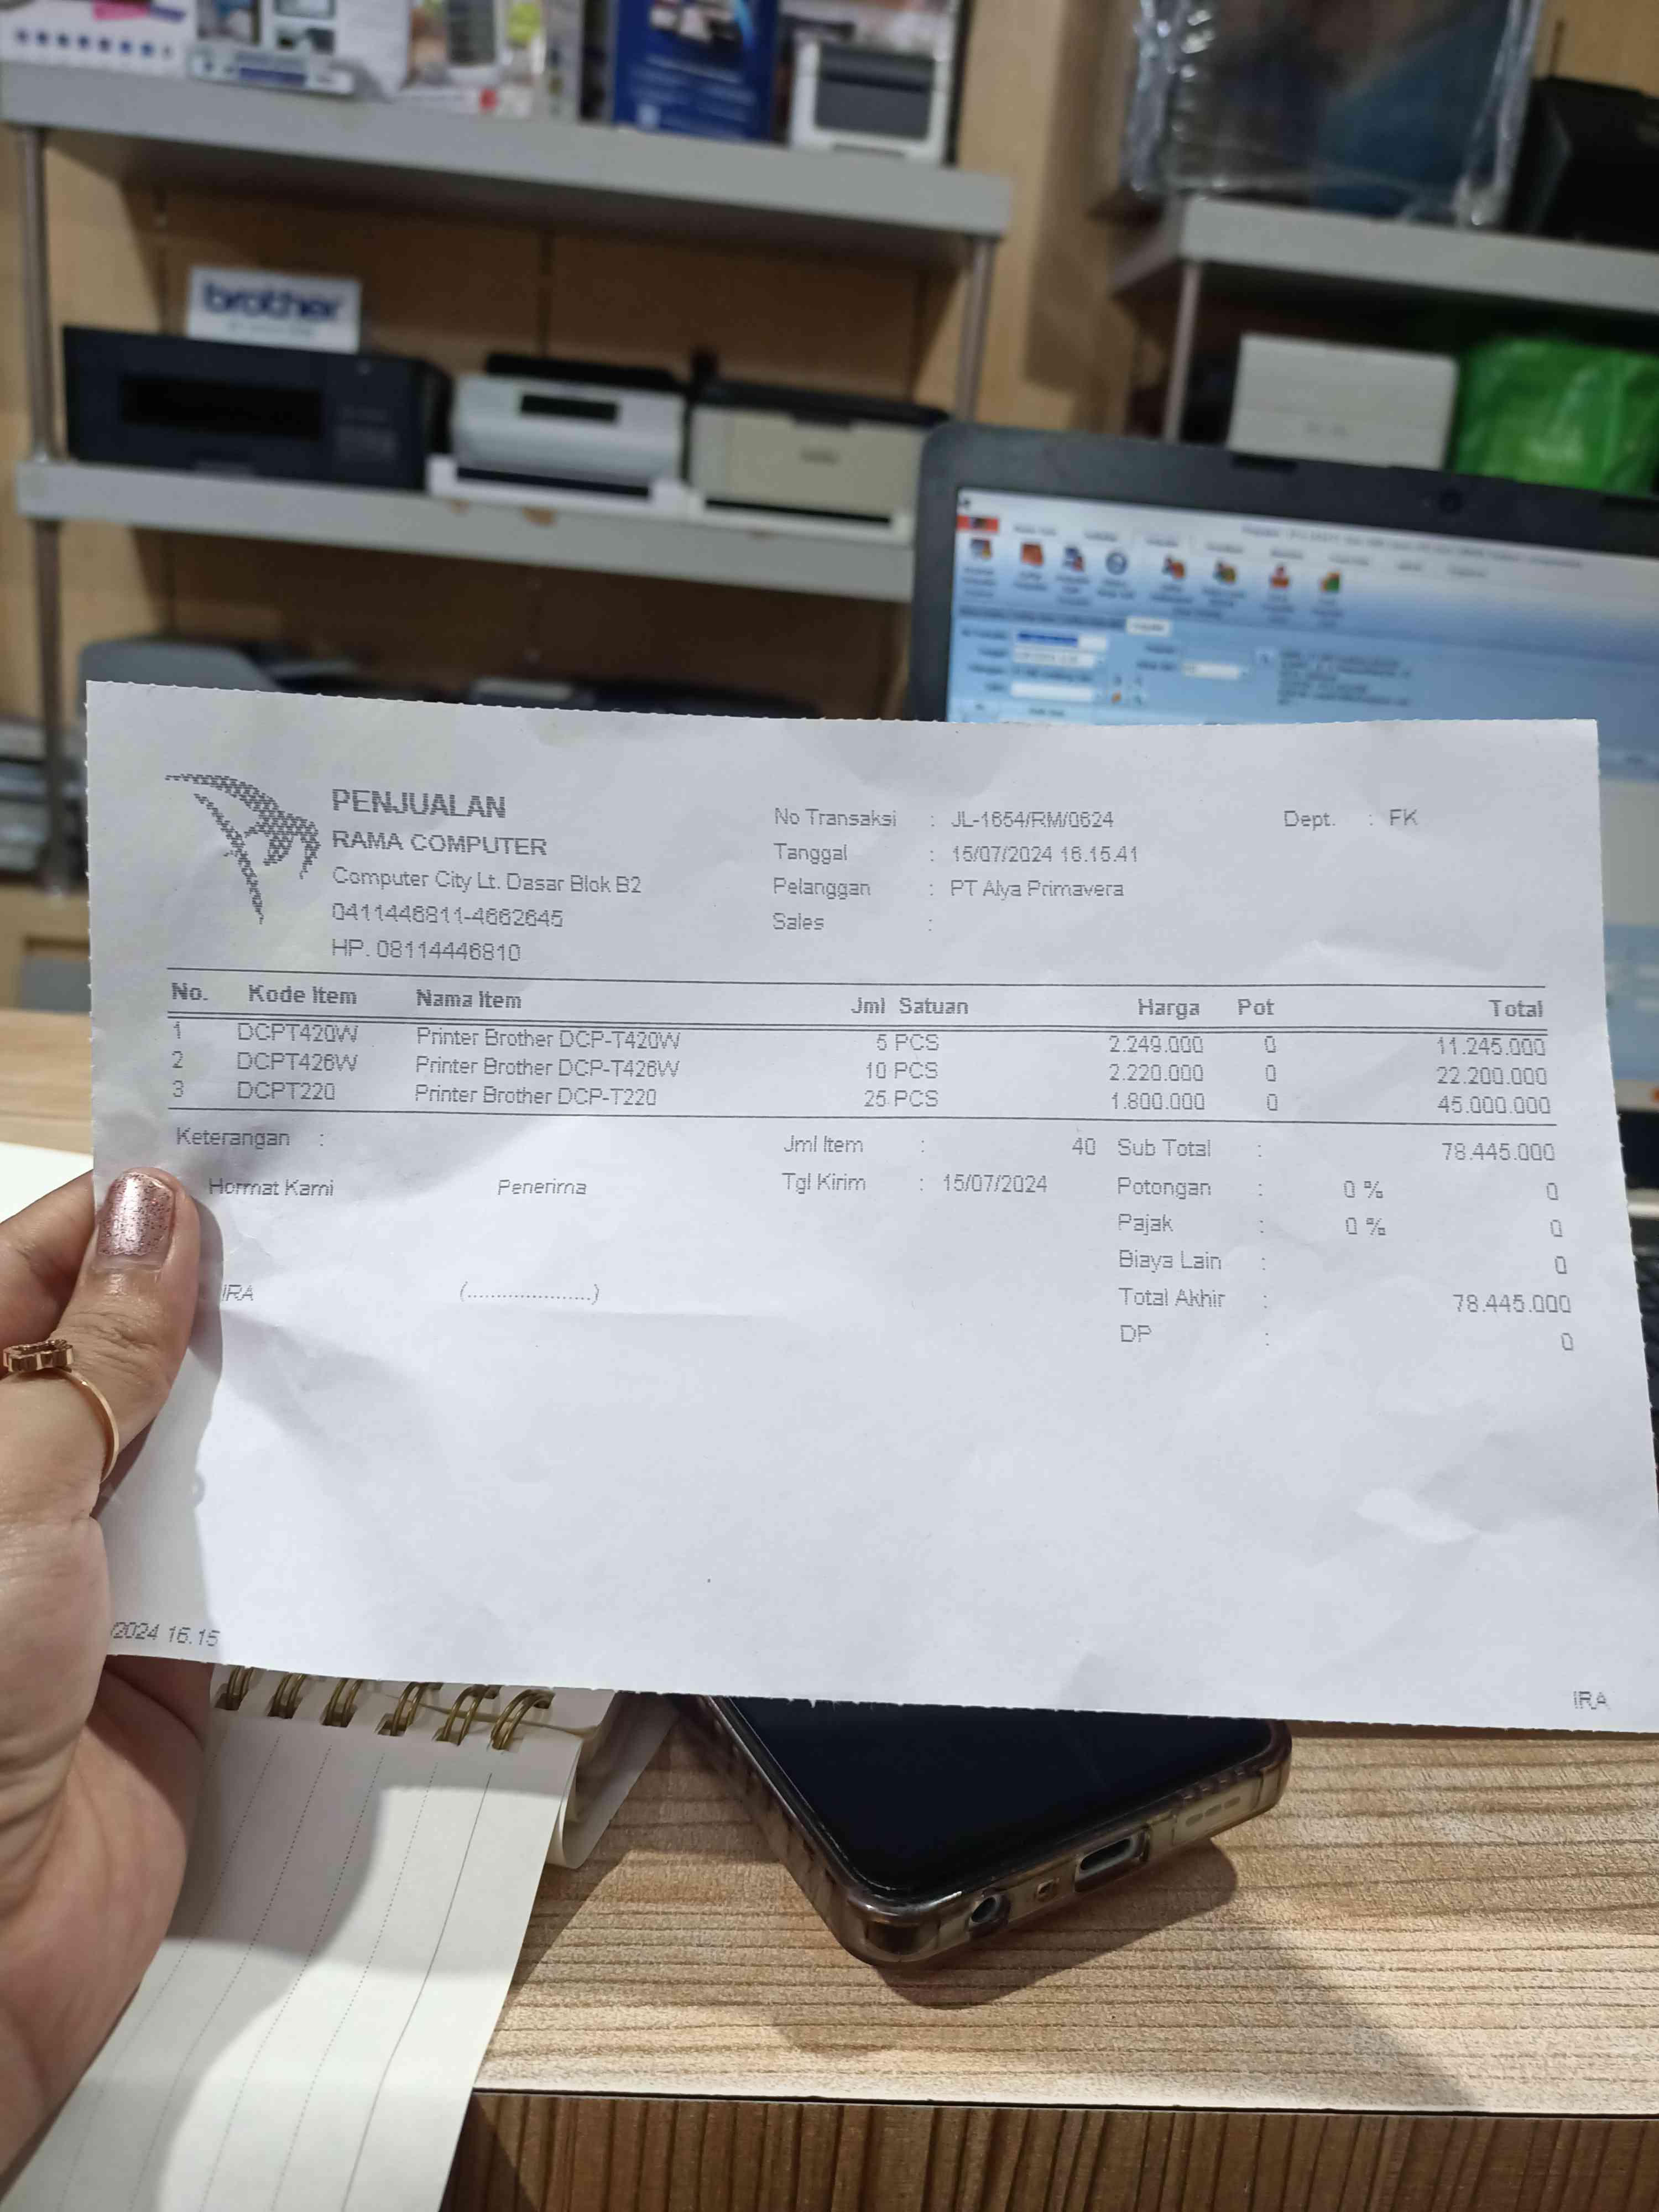 brother
PENJUALAN
RAMA COMPUTER
Computer City Lt. Dasar Blok B2
0411446811-4662645
HP. 08114446810
No Transaksi : JL-1654/RM/0624
Tanggal : 15/07/2024 16.15.41
Pelanggan : PT Alya Primavera
Sales :
Dept. : FK
No. Kode Item Nama Item Jml Satuan Harga Pot Total
1 DCPT420W Printer Brother DCP-T420W 5 PCS 2.249.000 0 11.245.000
2 DCPT426W Printer Brother DCP-T426W 10 PCS 2.220.000 0 22.200.000
3 DCPT220 Printer Brother DCP-T220 25 PCS 1.800.000 0 45.000.000
Keterangan : Jml Item : 40 Sub Total : 78.445.000
Hormat Kami Penerima Tgl Kirim : 15/07/2024 Potongan : 0 % 0
Pajak : 0 % 0
Biaya Lain : 0
IRA (.....................) Total Akhir : 78.445.000
DP : 0
/2024 16.15
IRA